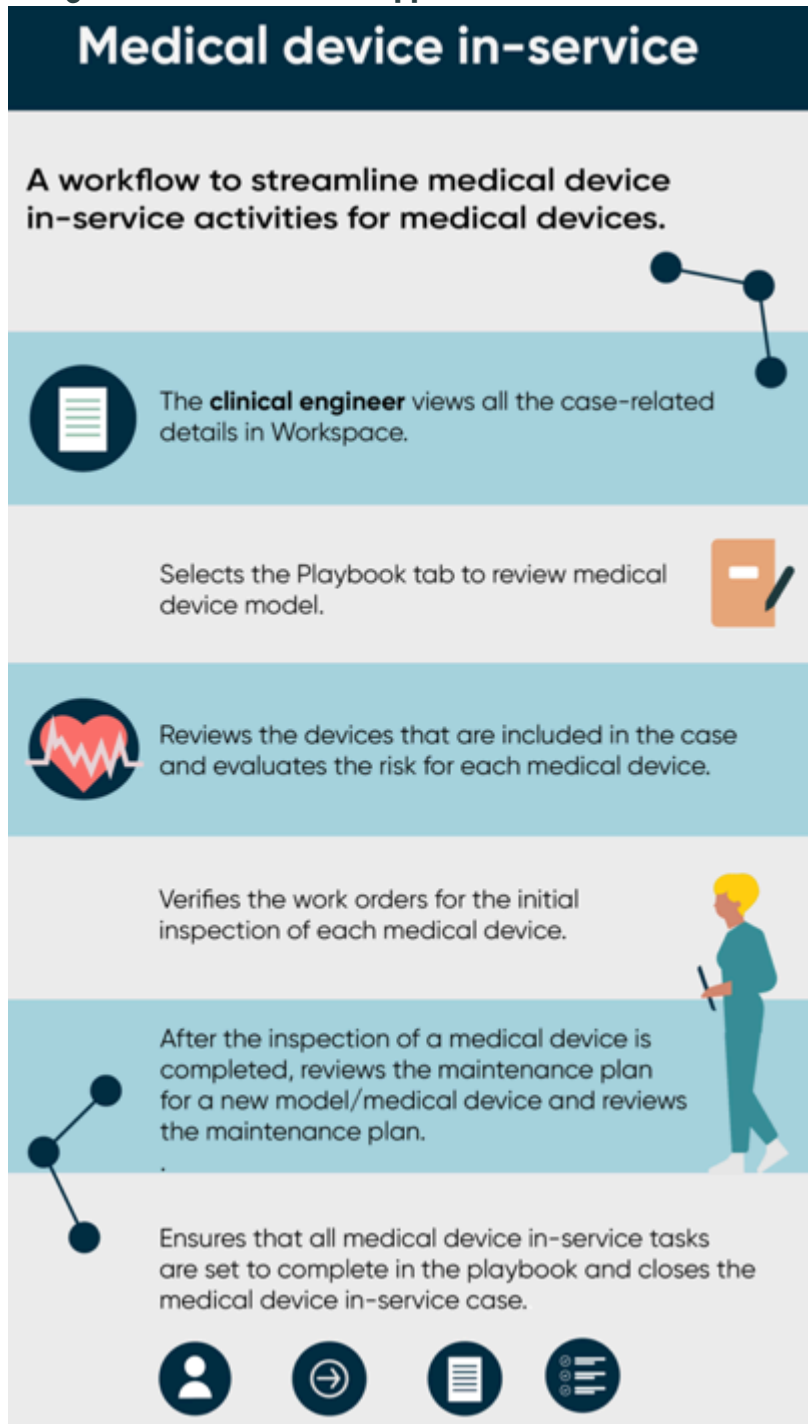 Medical device in-service
A workflow to streamline medical device
in-service activities for medical devices.
The clinical engineer views all the case-related
details in Workspace.
Selects the Playbook tab to review medical
device model.
Reviews the devices that are included in the case
and evaluates the risk for each medical device.
Verifies the work orders for the initial
inspection of each medical device.
After the inspection of a medical device is
completed, reviews the maintenance plan
for a new model/medical device and reviews
the maintenance plan.
.
Ensures that all medical device in-service tasks
are set to complete in the playbook and closes the
medical device in-service case.